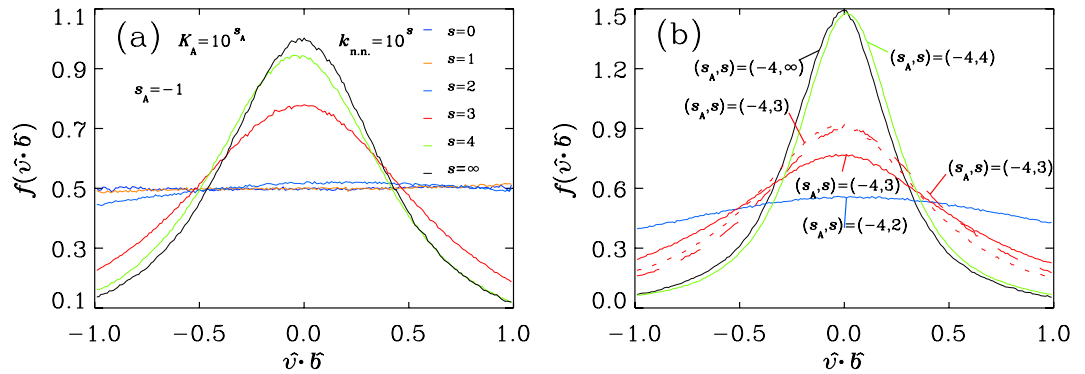 (a)
K_A=10^{s_A}
k_{n.n.}=10^s
s_A=−1
s=0
s=1
s=2
s=3
s=4
s=∞
1.1
0.9
0.7
0.5
0.3
0.1
f(v̂·b̂)
−1.0 −0.5 0.0 0.5 1.0
v̂·b̂
(b)
(s_A,s)=(−4,∞)
(s_A,s)=(−4,4)
(s_A,s)=(−4,3)
(s_A,s)=(−4,3)
(s_A,s)=(−4,3)
(s_A,s)=(−4,2)
1.5
1.2
0.9
0.6
0.3
0.0
f(v̂·b̂)
−1.0 −0.5 0.0 0.5 1.0
v̂·b̂